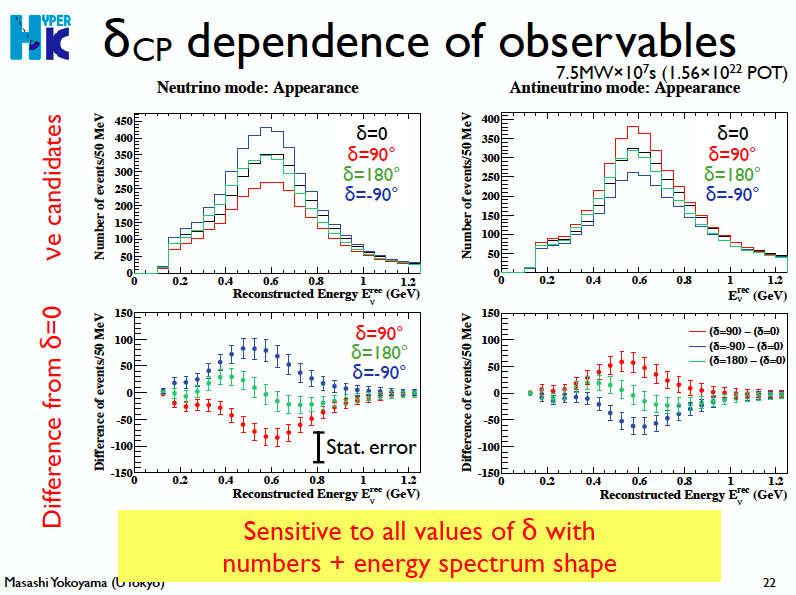 HYPER K
δCP dependence of observables
7.5MW×10⁷s (1.56×10²² POT)
Neutrino mode: Appearance
Antineutrino mode: Appearance
νe candidates
Number of events/50 MeV
450
400
350
300
250
200
150
100
50
0
δ=0
δ=90°
δ=180°
δ=-90°
0 0.2 0.4 0.6 0.8 1 1.2
Reconstructed Energy Eνrec (GeV)
Number of events/50 MeV
400
350
300
250
200
150
100
50
0
δ=0
δ=90°
δ=180°
δ=-90°
0 0.2 0.4 0.6 0.8 1 1.2
Eνrec (GeV)
Difference from δ=0
Difference of events/50 MeV
150
100
50
0
-50
-100
-150
δ=90°
δ=180°
δ=-90°
Stat. error
0 0.2 0.4 0.6 0.8 1 1.2
Reconstructed Energy Eνrec (GeV)
Difference of events/50 MeV
150
100
50
0
-50
-100
-150
(δ=90) − (δ=0)
(δ=-90) − (δ=0)
(δ=180) − (δ=0)
0 0.2 0.4 0.6 0.8 1 1.2
Reconstructed Energy Eνrec (GeV)
Sensitive to all values of δ with
numbers + energy spectrum shape
Masashi Yokoyama (UTokyo)
22